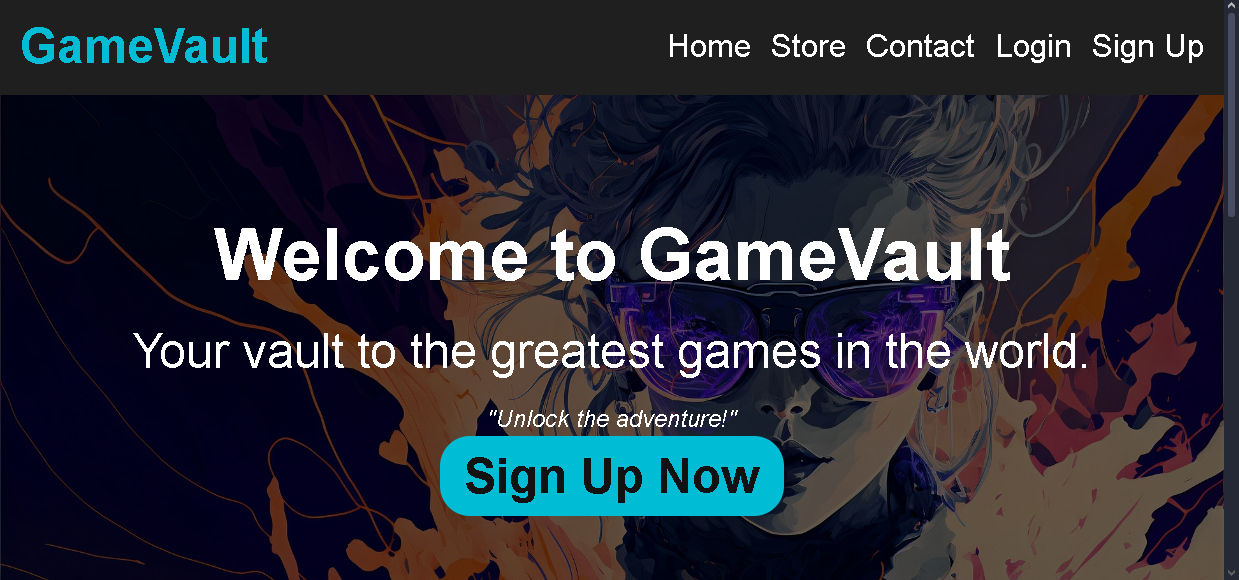 GameVault
Home Store Contact Login Sign Up
Welcome to GameVault
Your vault to the greatest games in the world.
"Unlock the adventure!"
Sign Up Now